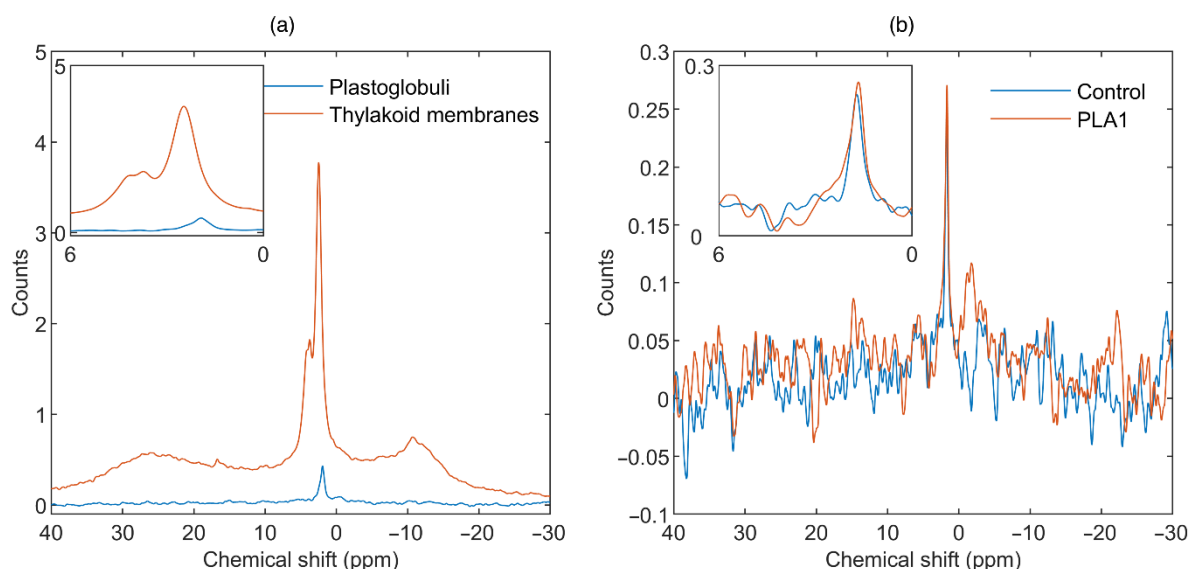 (a)
5
4
3
2
1
0
Counts
40 30 20 10 0 −10 −20 −30
Chemical shift (ppm)
5
0
6 0
Plastoglobuli
Thylakoid membranes
(b)
0.3
0.25
0.2
0.15
0.1
0.05
0
−0.05
−0.1
Counts
40 30 20 10 0 −10 −20 −30
Chemical shift (ppm)
0.3
0
6 0
Control
PLA1